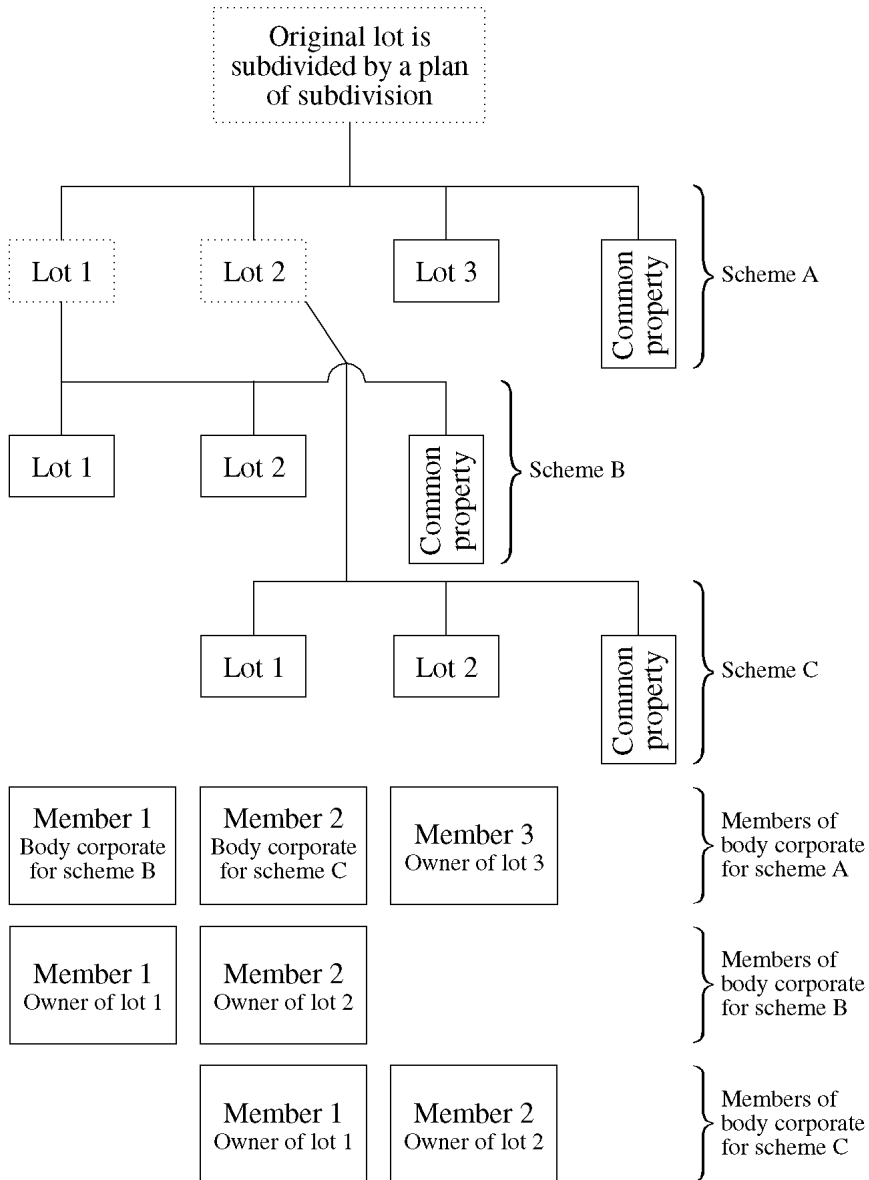 Original lot is
subdivided by a plan
of subdivision
Lot 1
Lot 2
Lot 3
Common
property
Scheme A
Lot 1
Lot 2
Common
property
Scheme B
Lot 1
Lot 2
Common
property
Scheme C
Member 1
Body corporate
for scheme B
Member 2
Body corporate
for scheme C
Member 3
Owner of lot 3
Members of
body corporate
for scheme A
Member 1
Owner of lot 1
Member 2
Owner of lot 2
Members of
body corporate
for scheme B
Member 1
Owner of lot 1
Member 2
Owner of lot 2
Members of
body corporate
for scheme C